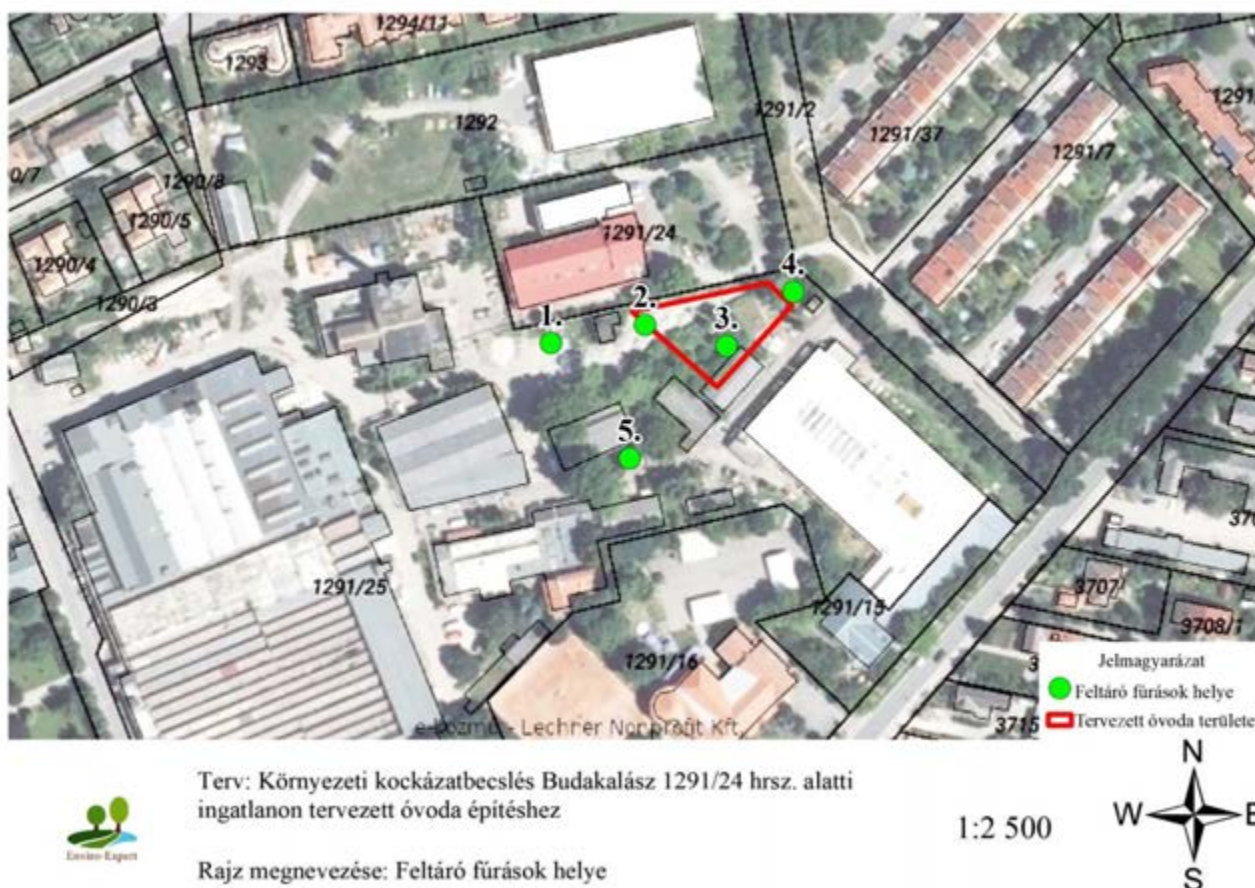 1294/11
1293
1292
1291/2
1291/37
1291/7
1291
0/7
1290/8
1290/5
1290/4
1290/3
1291/24
4.
2.
1.
3.
5.
1291/25
1291/16
1291/15
3707/
3708/1
3715
Jelmagyarázat
Feltáró fúrások helye
Tervezett óvoda területe
- Lechner Nonprofit Kft.
Terv: Környezeti kockázatbecslés Budakalász 1291/24 hrsz. alatti
ingatlanon tervezett óvoda építéshez
Enviro-Expert
Rajz megnevezése: Feltáró fúrások helye
1:2 500
N
W
E
S